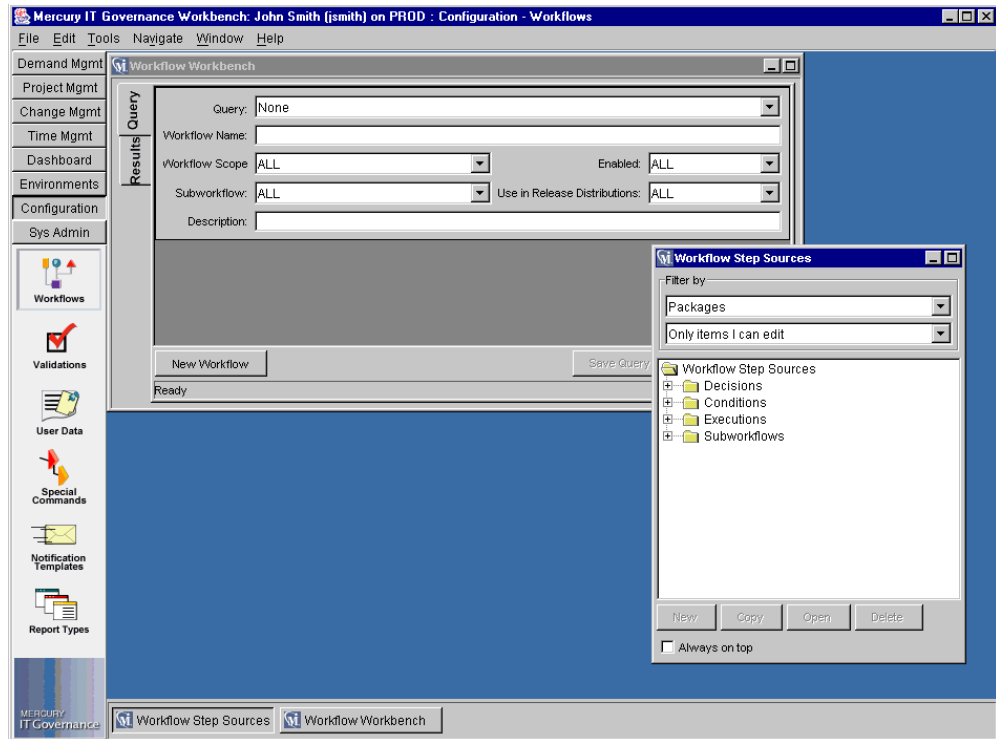 Mercury IT Governance Workbench: John Smith (jsmith) on PROD : Configuration - Workflows
File Edit Tools Navigate Window Help
Demand Mgmt
Project Mgmt
Change Mgmt
Time Mgmt
Dashboard
Environments
Configuration
Sys Admin
Workflows
Validations
User Data
Special
Commands
Notification
Templates
Report Types
MERCURY
IT Governance
Workflow Workbench
Query
Results
Query: None
Workflow Name:
Workflow Scope ALL Enabled: ALL
Subworkflow: ALL Use in Release Distributions: ALL
Description:
New Workflow Save Query
Ready
Workflow Step Sources
Filter by
Packages
Only items I can edit
Workflow Step Sources
Decisions
Conditions
Executions
Subworkflows
New Copy Open Delete
Always on top
Workflow Step Sources Workflow Workbench